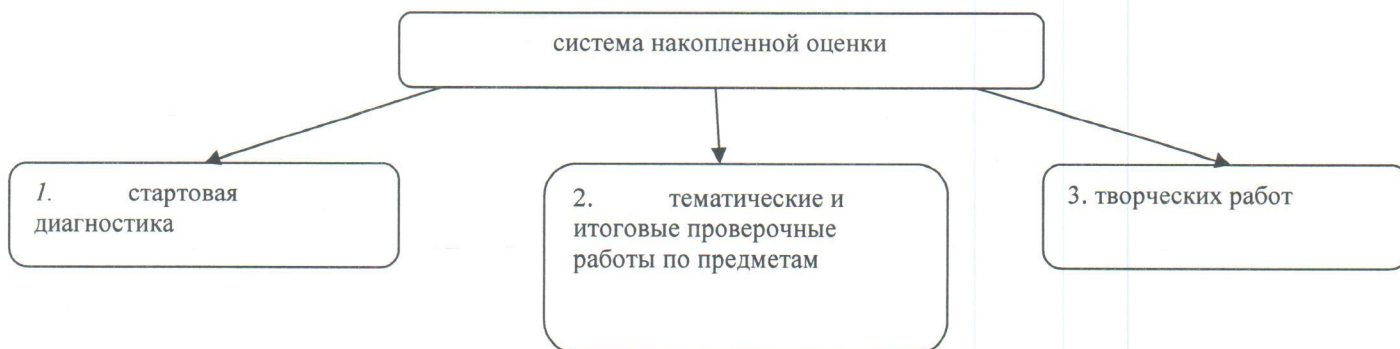 система накопленной оценки
1. стартовая
диагностика
2. тематические и
итоговые проверочные
работы по предметам
3. творческих работ